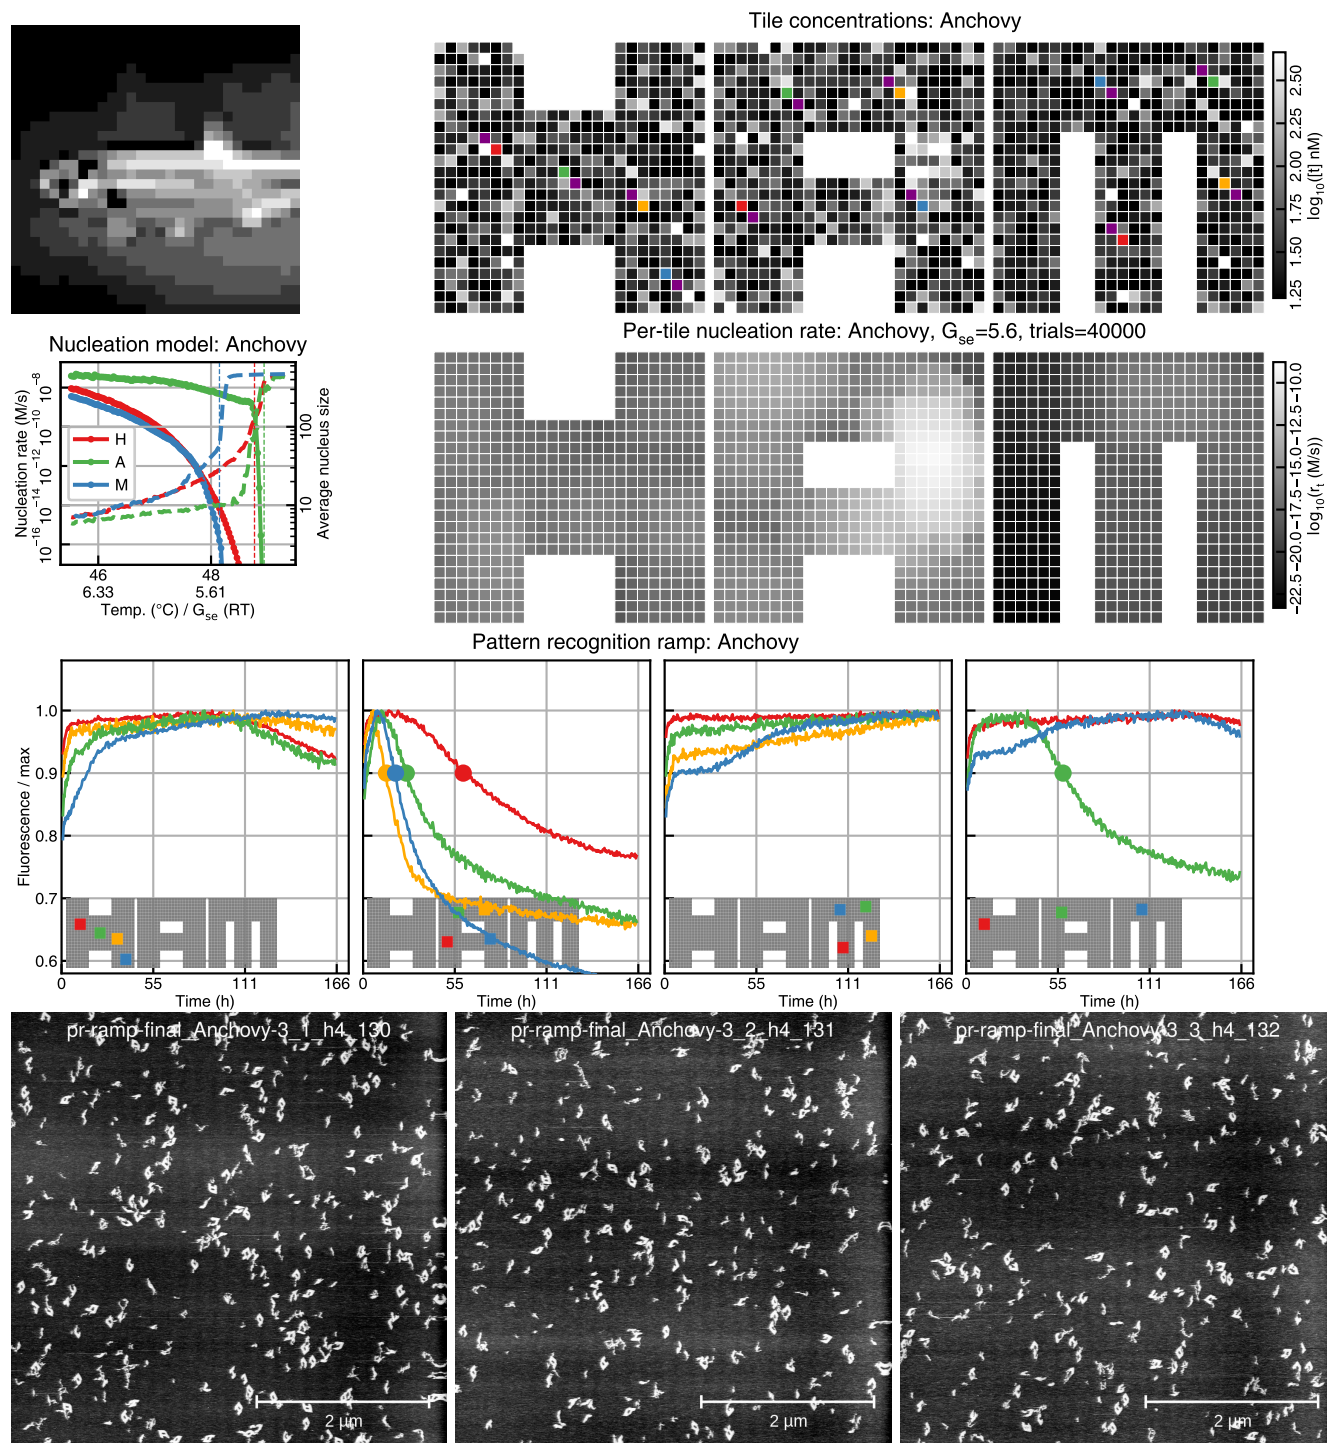 Tile concentrations: Anchovy
2.50
2.25
2.00
1.75
1.50
1.25
log10([t] nM)
Nucleation model: Anchovy
Nucleation rate (M/s)
10−8
10−10
10−12
10−14
10−16
H
A
M
100
10
Average nucleus size
46
48
6.33
5.61
Temp. (°C) / Gse (RT)
Per-tile nucleation rate: Anchovy, Gse=5.6, trials=40000
−10.0
−12.5
−15.0
−17.5
−20.0
−22.5
log10(rt (M/s))
Pattern recognition ramp: Anchovy
Fluorescence / max
1.0
0.9
0.8
0.7
0.6
0 55 111 166
Time (h)
0 55 111 166
Time (h)
0 55 111 166
Time (h)
0 55 111 166
Time (h)
pr-ramp-final_Anchovy-3_1_h4_130
2 µm
pr-ramp-final_Anchovy-3_2_h4_131
2 µm
pr-ramp-final_Anchovy-3_3_h4_132
2 µm